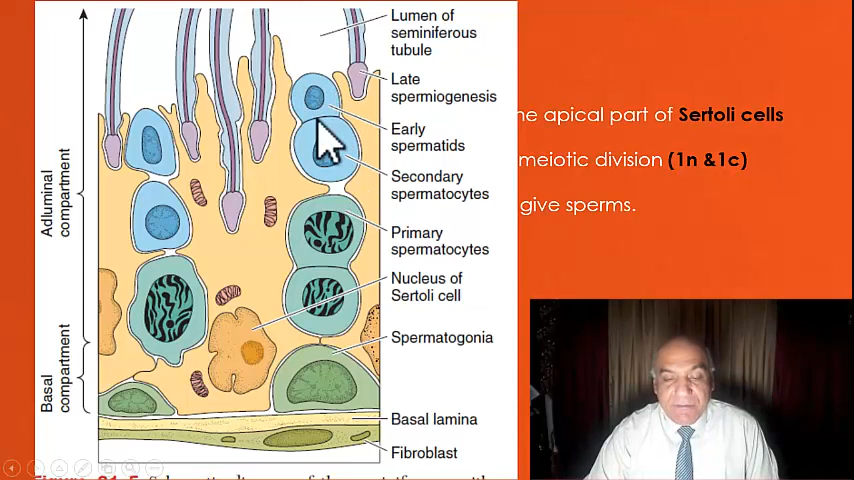 Lumen of
seminiferous
tubule
Late
spermiogenesis
Early
spermatids
Secondary
spermatocytes
Primary
spermatocytes
Nucleus of
Sertoli cell
Spermatogonia
Basal lamina
Fibroblast
Adluminal
compartment
Basal
compartment
apical part of Sertoli cells
meiotic division (1n &1c)
give sperms.